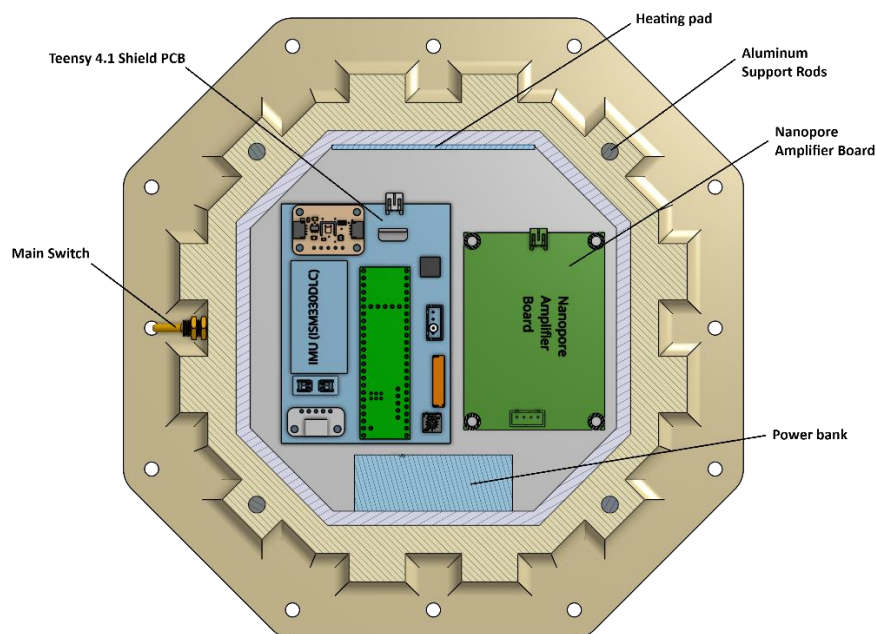 Heating pad
Teensy 4.1 Shield PCB
Aluminum
Support Rods
Nanopore
Amplifier Board
Main Switch
IMU (ISM330DLC)
Nanopore
Amplifier
Board
Power bank